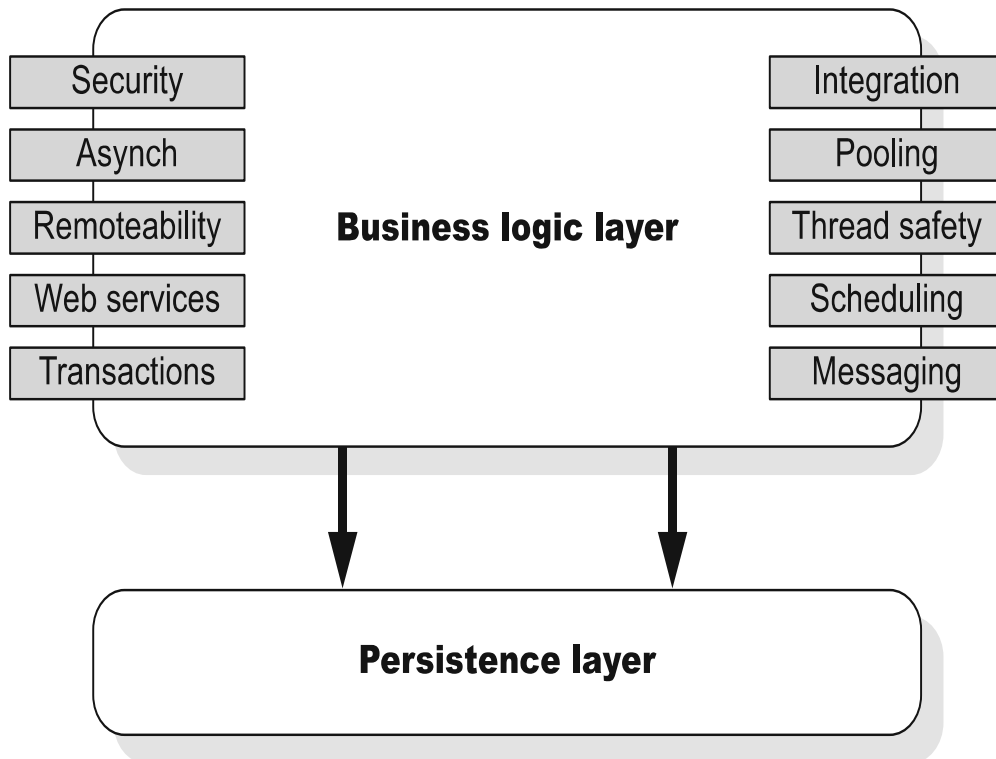 Security
Asynch
Remoteability
Web services
Transactions
Business logic layer
Integration
Pooling
Thread safety
Scheduling
Messaging
Persistence layer